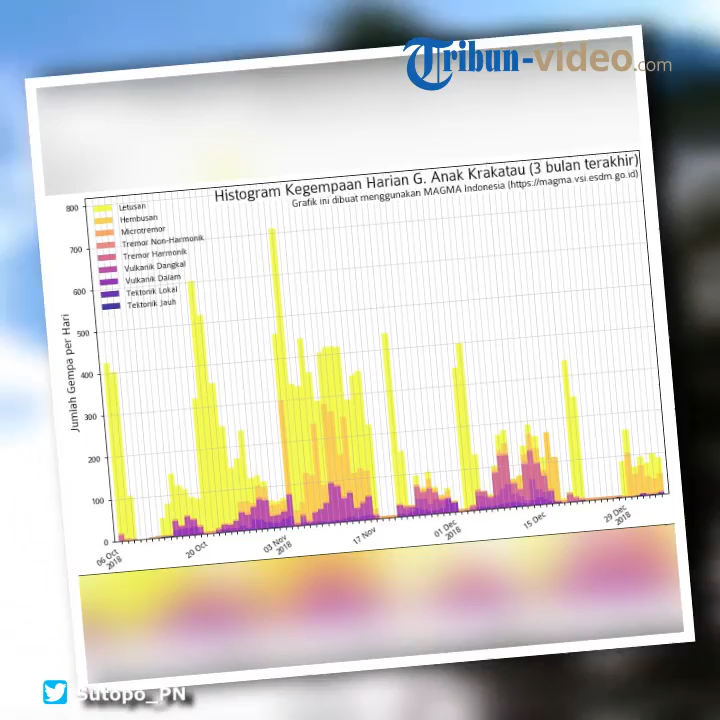 Tribun-video.com
Histogram Kegempaan Harian G. Anak Krakatau (3 bulan terakhir)
Grafik ini dibuat menggunakan MAGMA Indonesia (https://magma.vsi.esdm.go.id)
Letusan
Hembusan
Microtremor
Tremor Non-Harmonik
Tremor Harmonik
Vulkanik Dangkal
Vulkanik Dalam
Tektonik Lokal
Tektonik Jauh
Jumlah Gempa per Hari
800
700
600
500
400
300
200
100
0
06 Oct 2018
20 Oct
03 Nov 2018
17 Nov
01 Dec 2018
15 Dec
29 Dec 2018
Sutopo_PN